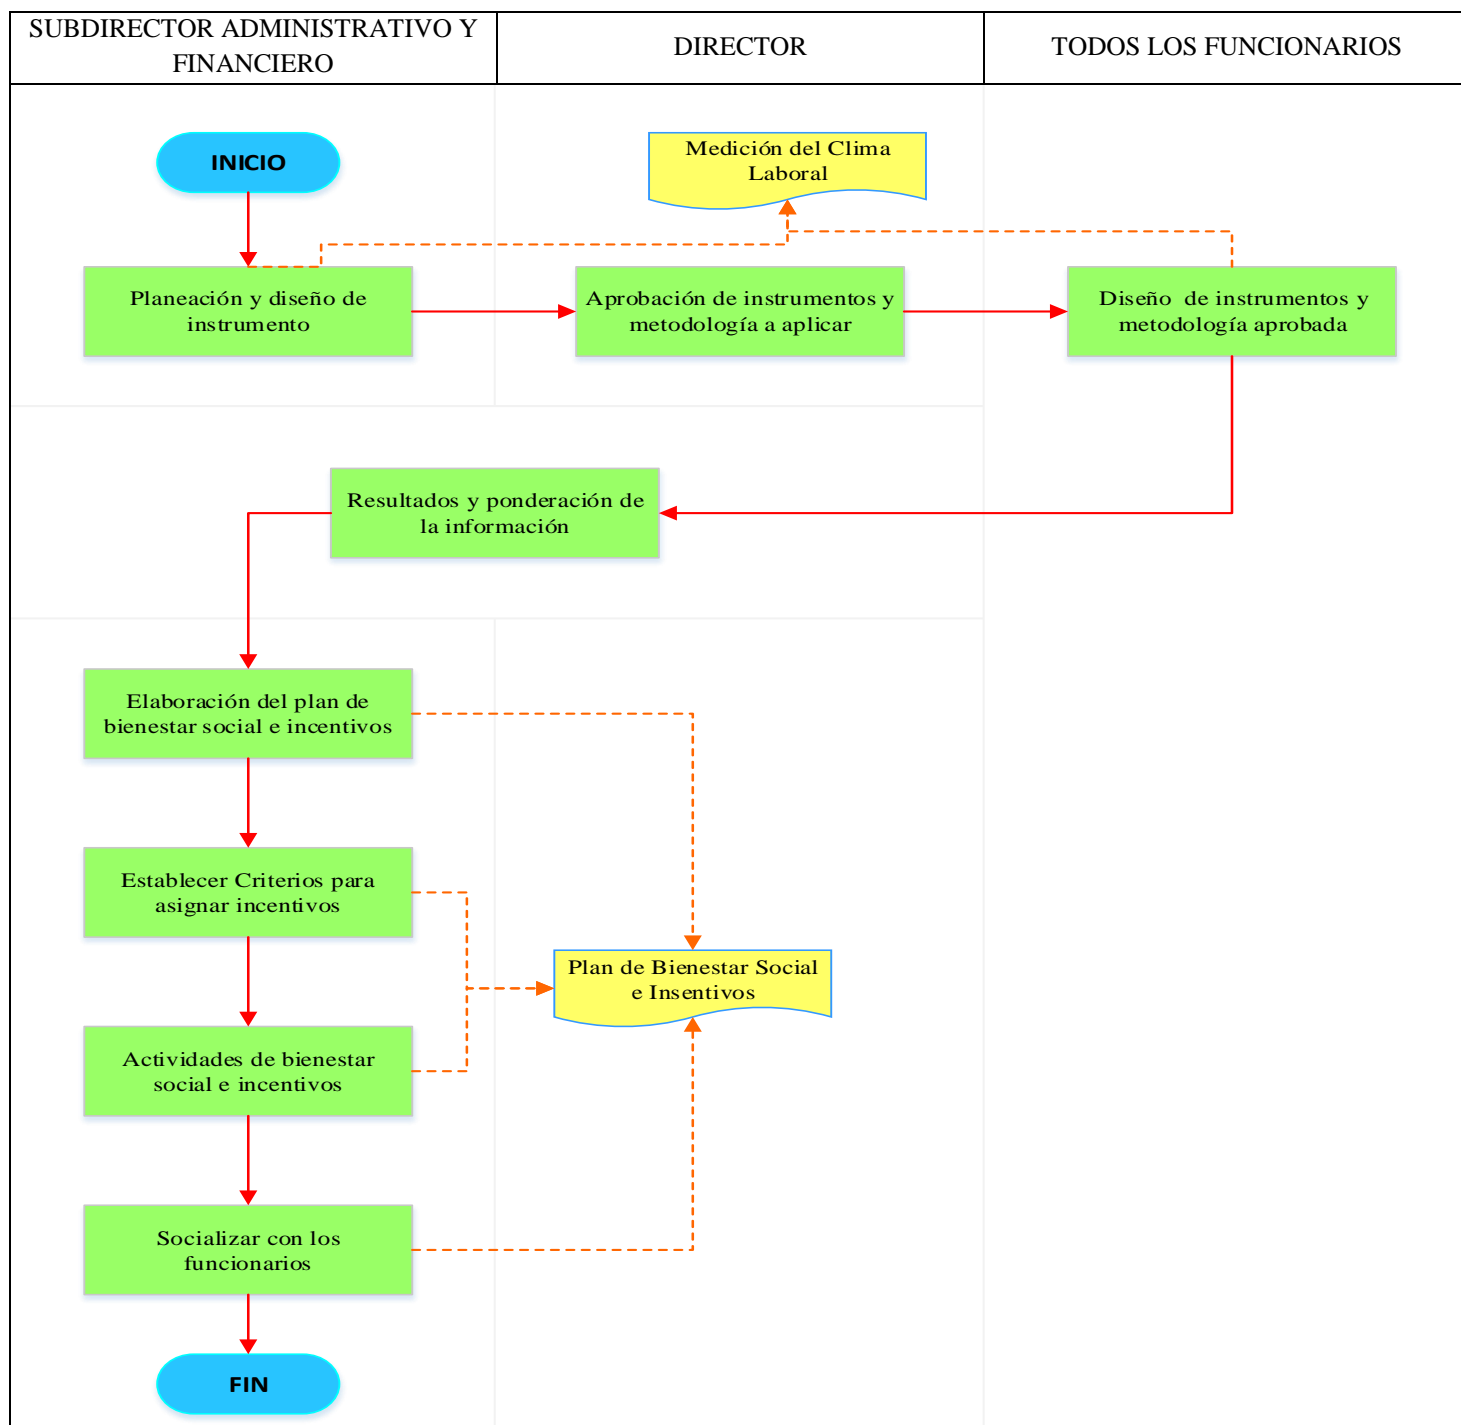 SUBDIRECTOR ADMINISTRATIVO Y
FINANCIERO
DIRECTOR
TODOS LOS FUNCIONARIOS
INICIO
Medición del Clima
Laboral
Planeación y diseño de
instrumento
Aprobación de instrumentos y
metodología a aplicar
Diseño de instrumentos y
metodología aprobada
Resultados y ponderación de
la información
Elaboración del plan de
bienestar social e incentivos
Establecer Criterios para
asignar incentivos
Plan de Bienestar Social
e Insentivos
Actividades de bienestar
social e incentivos
Socializar con los
funcionarios
FIN